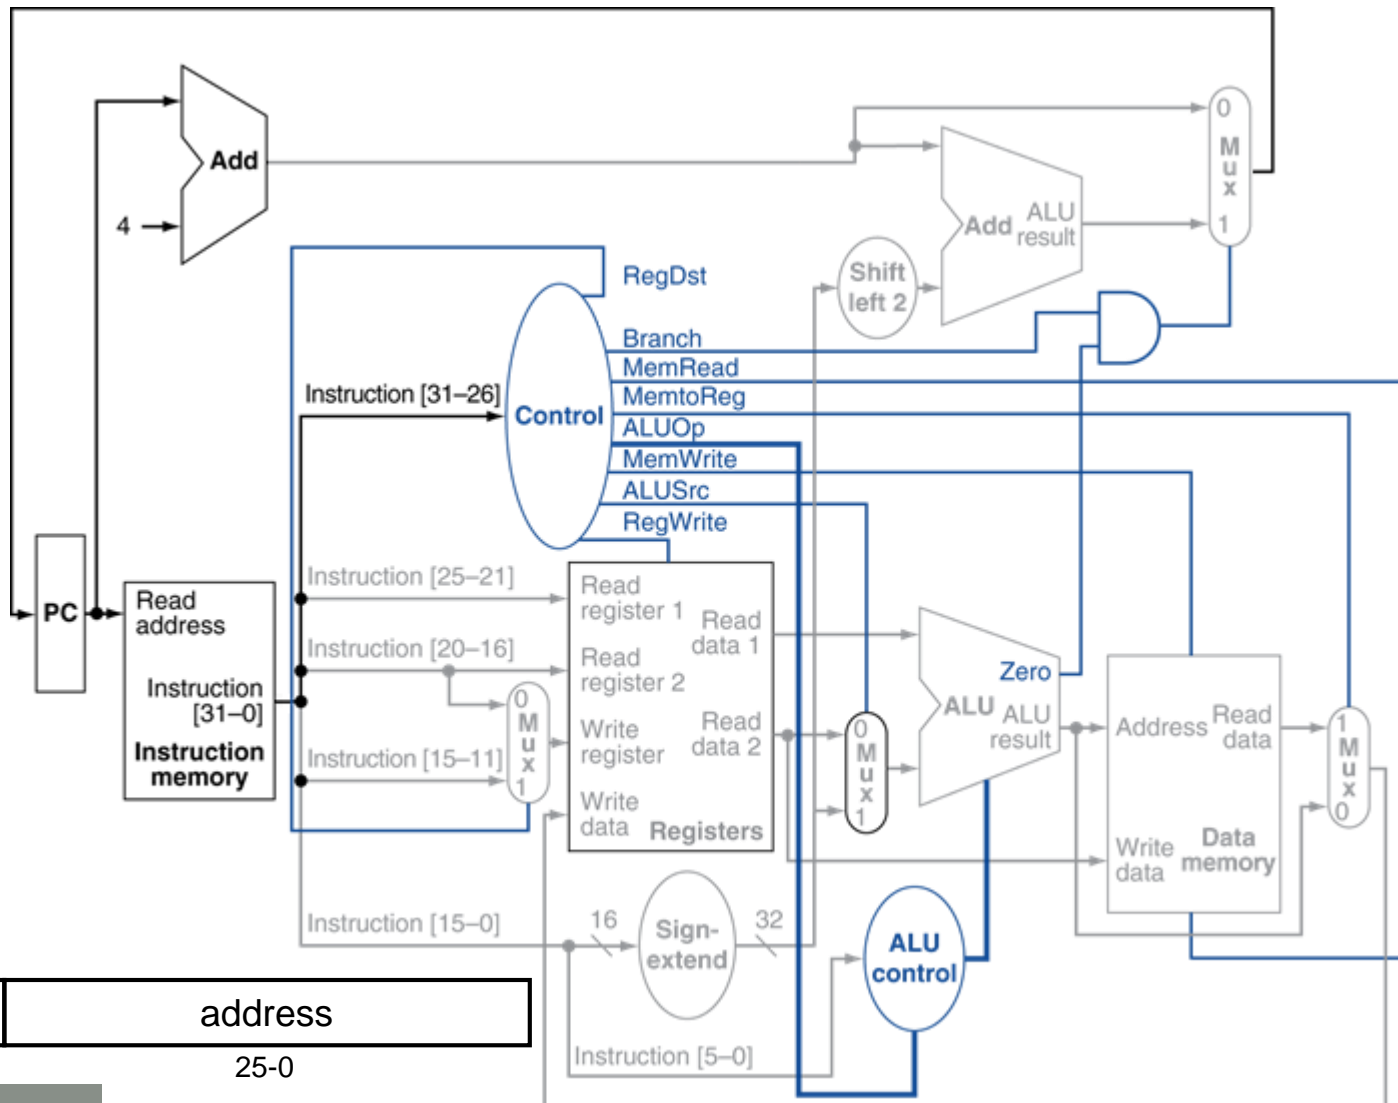 0
M
u
x
1
Add
4
ALU
Add result
Shift
left 2
RegDst
Branch
MemRead
Instruction [31–26]
MemtoReg
Control
ALUOp
MemWrite
ALUSrc
RegWrite
PC
Read
address
Instruction
[31–0]
Instruction
memory
Instruction [25–21]
Instruction [20–16]
Instruction [15–11]
0
M
u
x
1
Read
register 1
Read
data 1
Read
register 2
Write
register
Read
data 2
Write
data
Registers
0
M
u
x
1
Zero
ALU
ALU
result
Address
Read
data
Write
data
Data
memory
1
M
u
x
0
Instruction [15–0]
16
Sign-
extend
32
ALU
control
Instruction [5–0]
address
25-0